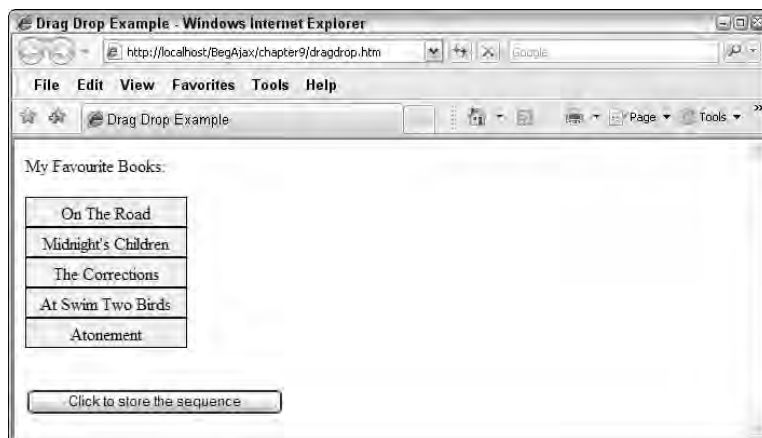 Drag Drop Example - Windows Internet Explorer
http://localhost/BegAjax/chapter9/dragdrop.htm
Google
File Edit View Favorites Tools Help
Drag Drop Example
Page Tools »
My Favourite Books:
On The Road
Midnight's Children
The Corrections
At Swim Two Birds
Atonement
Click to store the sequence